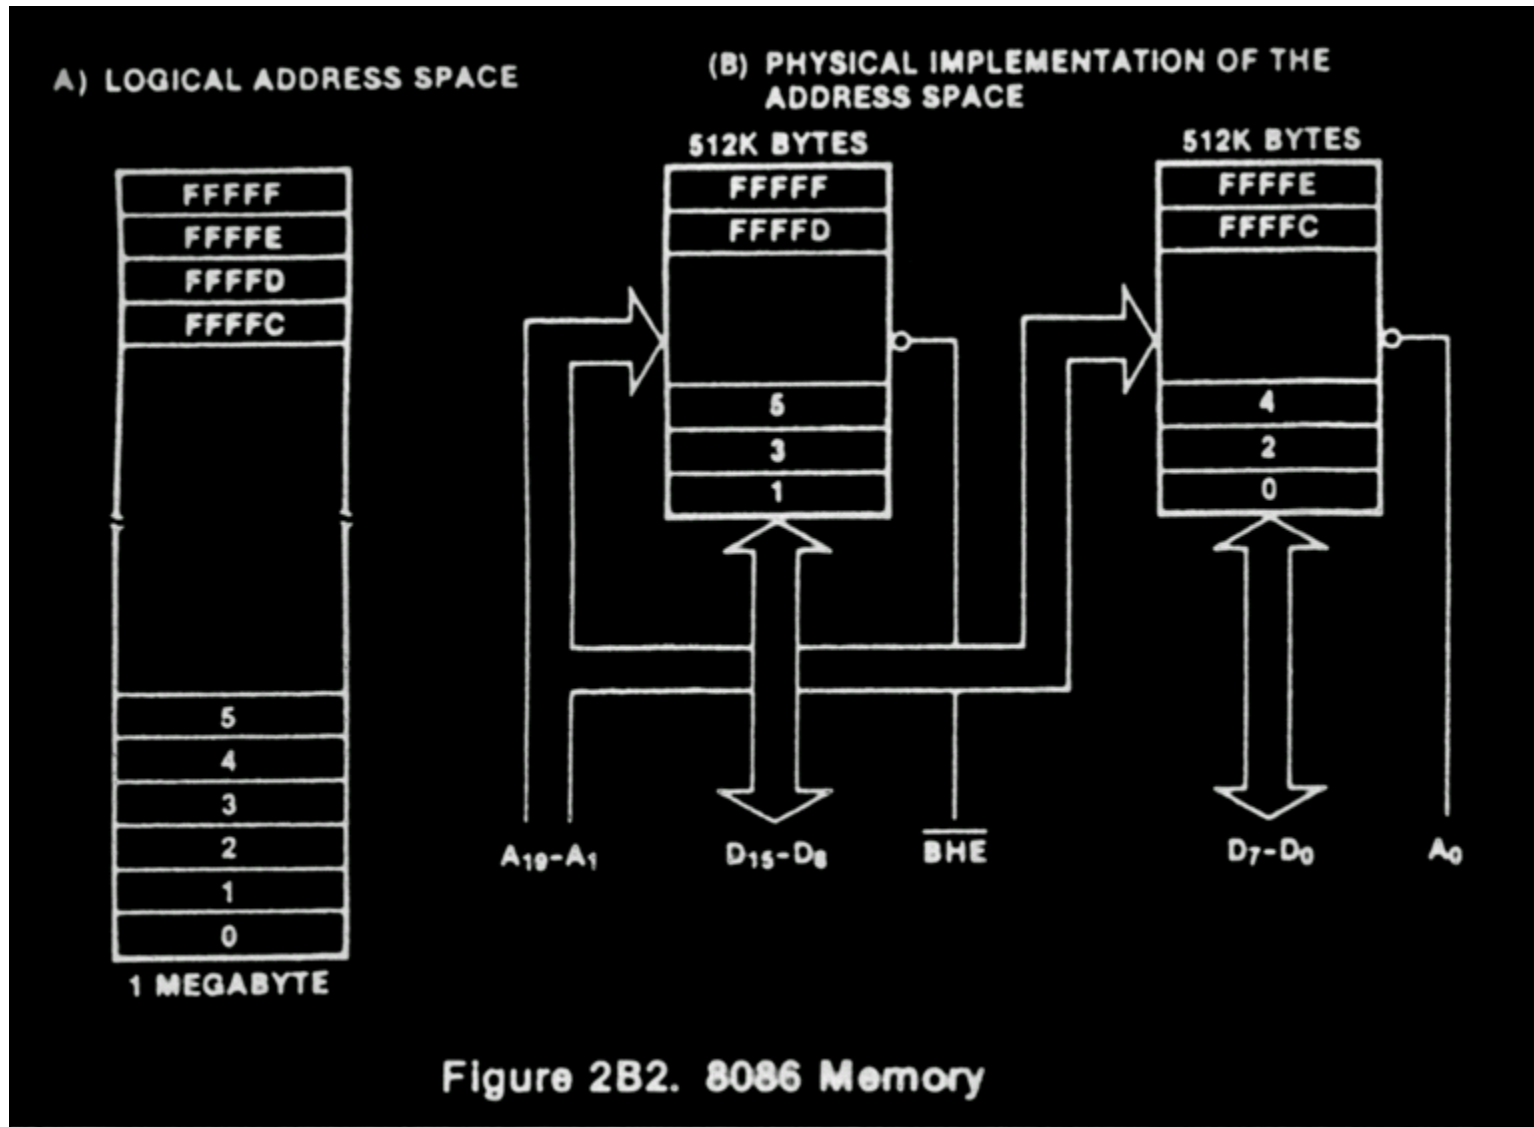 A) LOGICAL ADDRESS SPACE
(B) PHYSICAL IMPLEMENTATION OF THE
ADDRESS SPACE
FFFFF
FFFFE
FFFFD
FFFFC
5
4
3
2
1
0
1 MEGABYTE
512K BYTES
FFFFF
FFFFD
5
3
1
512K BYTES
FFFFE
FFFFC
4
2
0
A₁₉-A₁
D₁₅-D₈
B̅H̅E̅
D₇-D₀
A₀
Figure 2B2. 8086 Memory